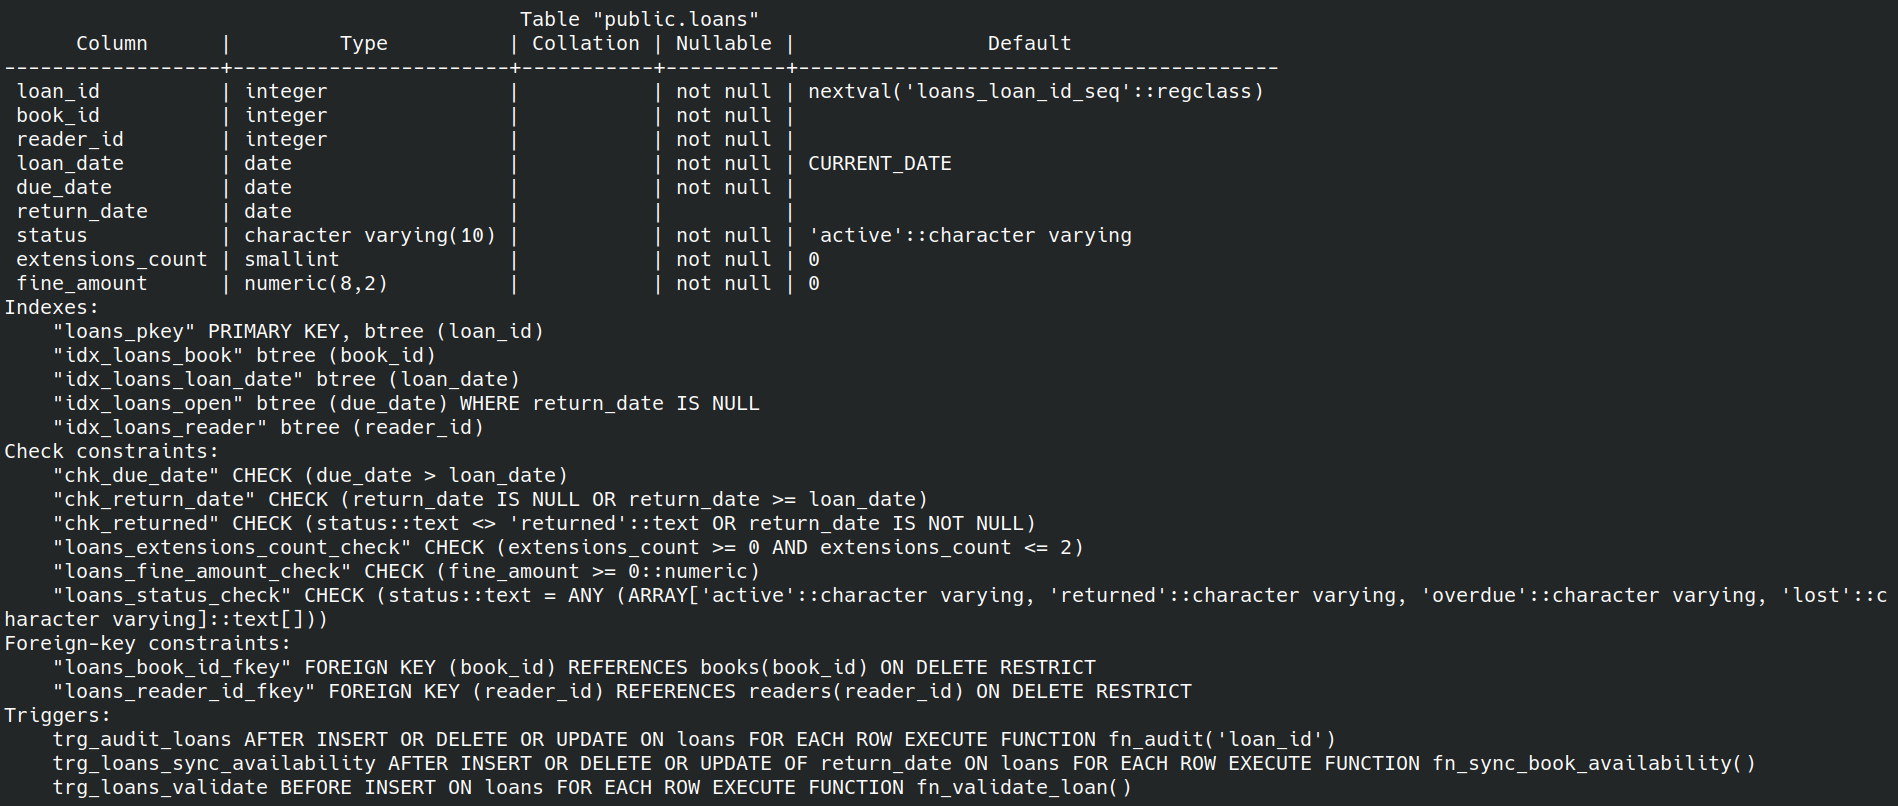 Table "public.loans"
      Column      |         Type          | Collation | Nullable |                Default
------------------+-----------------------+-----------+----------+----------------------------------------
 loan_id          | integer               |           | not null | nextval('loans_loan_id_seq'::regclass)
 book_id          | integer               |           | not null |
 reader_id        | integer               |           | not null |
 loan_date        | date                  |           | not null | CURRENT_DATE
 due_date         | date                  |           | not null |
 return_date      | date                  |           |          |
 status           | character varying(10) |           | not null | 'active'::character varying
 extensions_count | smallint              |           | not null | 0
 fine_amount      | numeric(8,2)          |           | not null | 0
Indexes:
    "loans_pkey" PRIMARY KEY, btree (loan_id)
    "idx_loans_book" btree (book_id)
    "idx_loans_loan_date" btree (loan_date)
    "idx_loans_open" btree (due_date) WHERE return_date IS NULL
    "idx_loans_reader" btree (reader_id)
Check constraints:
    "chk_due_date" CHECK (due_date > loan_date)
    "chk_return_date" CHECK (return_date IS NULL OR return_date >= loan_date)
    "chk_returned" CHECK (status::text <> 'returned'::text OR return_date IS NOT NULL)
    "loans_extensions_count_check" CHECK (extensions_count >= 0 AND extensions_count <= 2)
    "loans_fine_amount_check" CHECK (fine_amount >= 0::numeric)
    "loans_status_check" CHECK (status::text = ANY (ARRAY['active'::character varying, 'returned'::character varying, 'overdue'::character varying, 'lost'::c
haracter varying]::text[]))
Foreign-key constraints:
    "loans_book_id_fkey" FOREIGN KEY (book_id) REFERENCES books(book_id) ON DELETE RESTRICT
    "loans_reader_id_fkey" FOREIGN KEY (reader_id) REFERENCES readers(reader_id) ON DELETE RESTRICT
Triggers:
    trg_audit_loans AFTER INSERT OR DELETE OR UPDATE ON loans FOR EACH ROW EXECUTE FUNCTION fn_audit('loan_id')
    trg_loans_sync_availability AFTER INSERT OR DELETE OR UPDATE OF return_date ON loans FOR EACH ROW EXECUTE FUNCTION fn_sync_book_availability()
    trg_loans_validate BEFORE INSERT ON loans FOR EACH ROW EXECUTE FUNCTION fn_validate_loan()